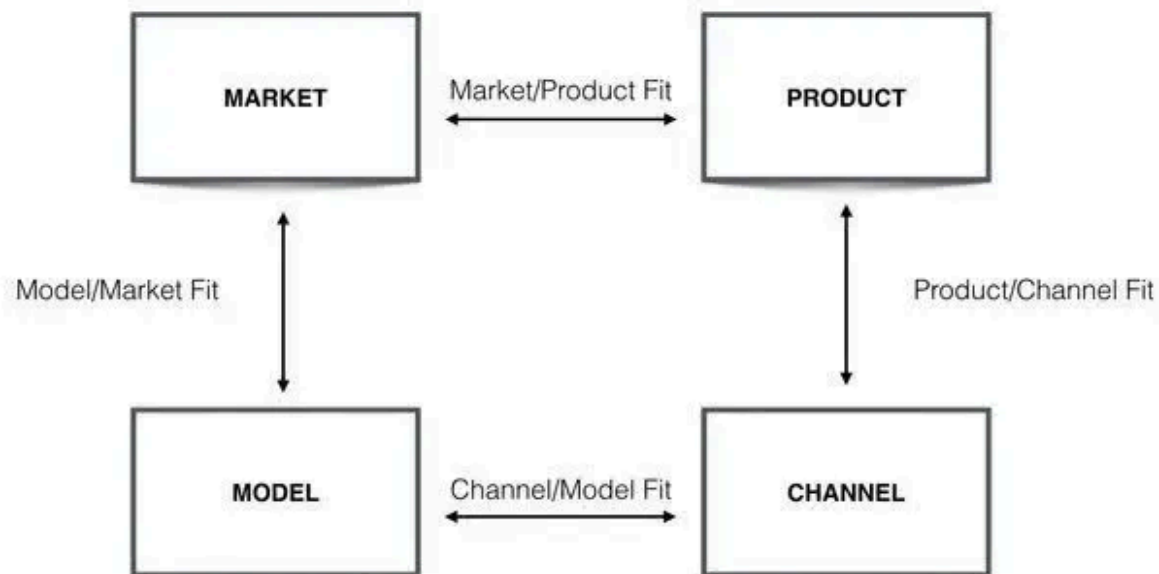 MARKET
Market/Product Fit
PRODUCT
Model/Market Fit
Product/Channel Fit
MODEL
Channel/Model Fit
CHANNEL